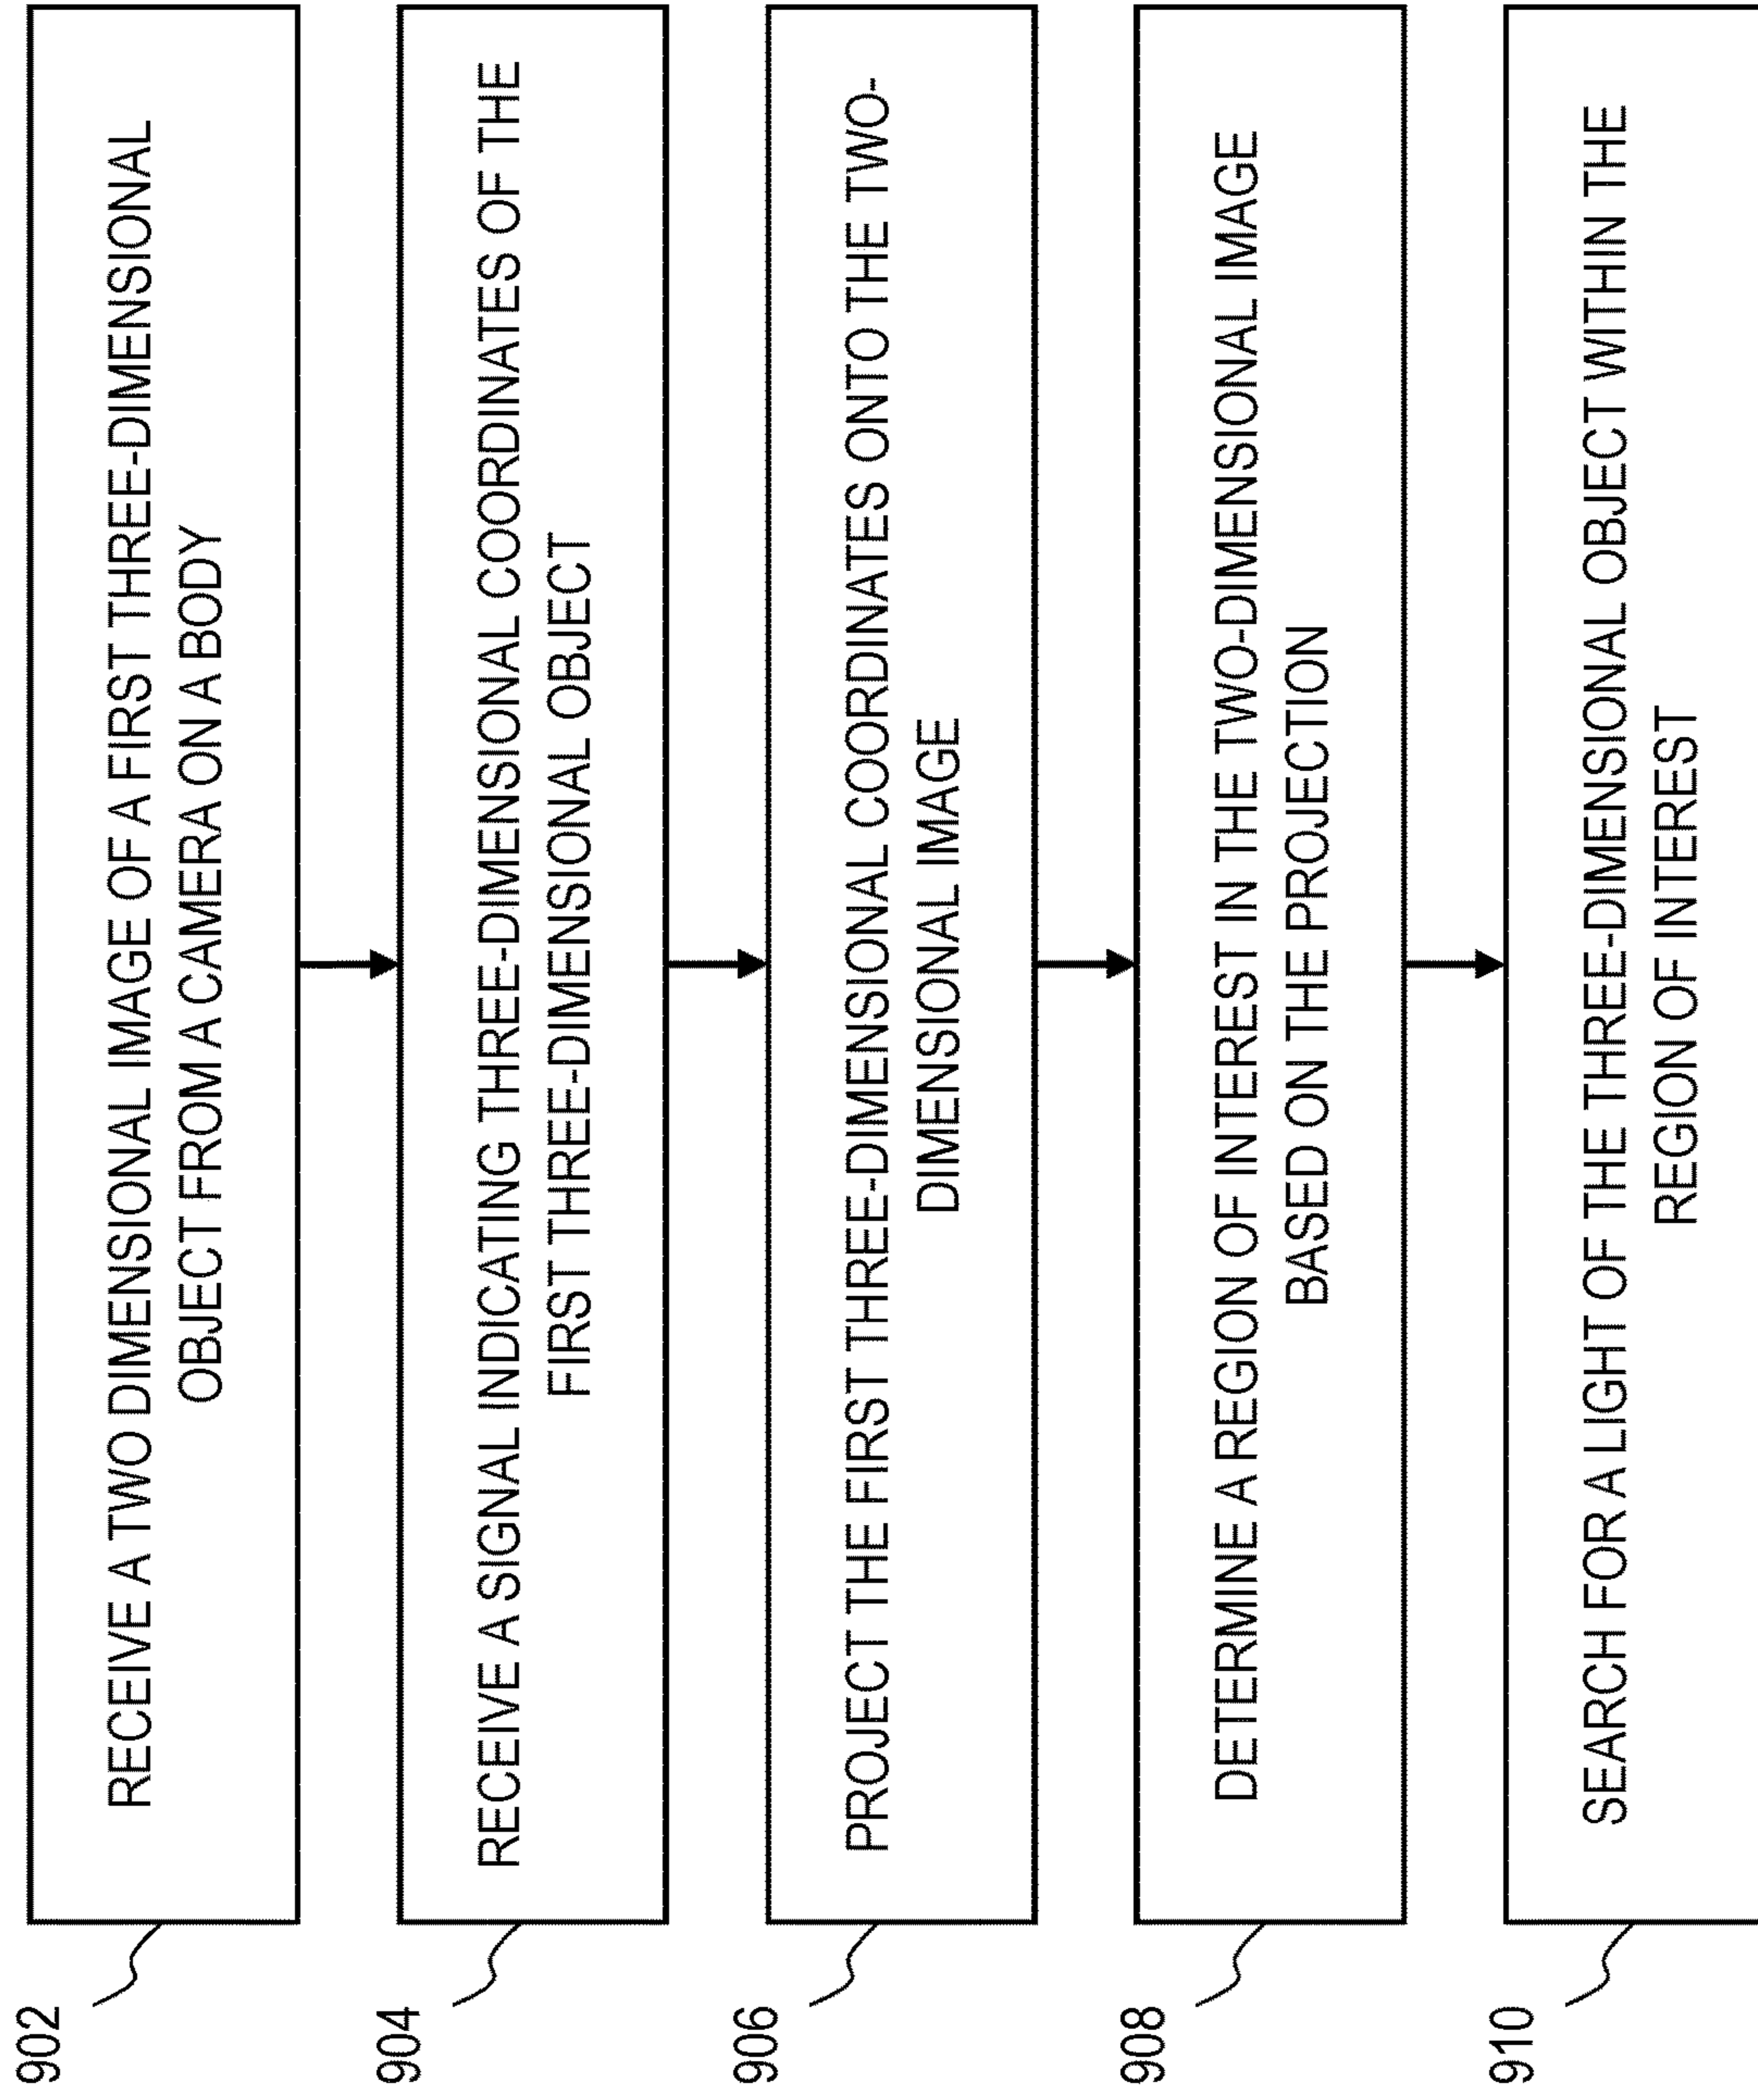 902
RECEIVE A TWO DIMENSIONAL IMAGE OF A FIRST THREE-DIMENSIONAL
OBJECT FROM A CAMERA ON A BODY
904
RECEIVE A SIGNAL INDICATING THREE-DIMENSIONAL COORDINATES OF THE
FIRST THREE-DIMENSIONAL OBJECT
906
PROJECT THE FIRST THREE-DIMENSIONAL COORDINATES ONTO THE TWO-
DIMENSIONAL IMAGE
908
DETERMINE A REGION OF INTEREST IN THE TWO-DIMENSIONAL IMAGE
BASED ON THE PROJECTION
910
SEARCH FOR A LIGHT OF THE THREE-DIMENSIONAL OBJECT WITHIN THE
REGION OF INTEREST